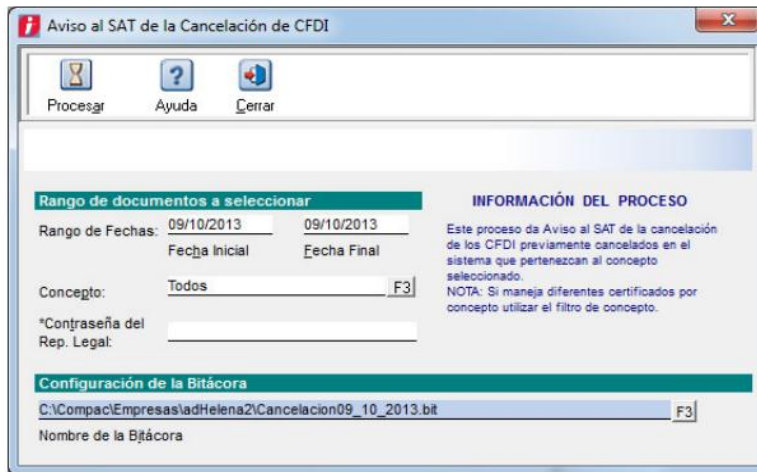 Aviso al SAT de la Cancelación de CFDI
Procesar Ayuda Cerrar
Rango de documentos a seleccionar
Rango de Fechas: 09/10/2013 09/10/2013
Fecha Inicial Fecha Final
Concepto: Todos F3
*Contraseña del
Rep. Legal:
INFORMACIÓN DEL PROCESO
Este proceso da Aviso al SAT de la cancelación
de los CFDI previamente cancelados en el
sistema que pertenezcan al concepto
seleccionado.
NOTA: Si maneja diferentes certificados por
concepto utilizar el filtro de concepto.
Configuración de la Bitácora
C:\Compac\Empresas\adHelena2\Cancelacion09_10_2013.bit F3
Nombre de la Bitácora